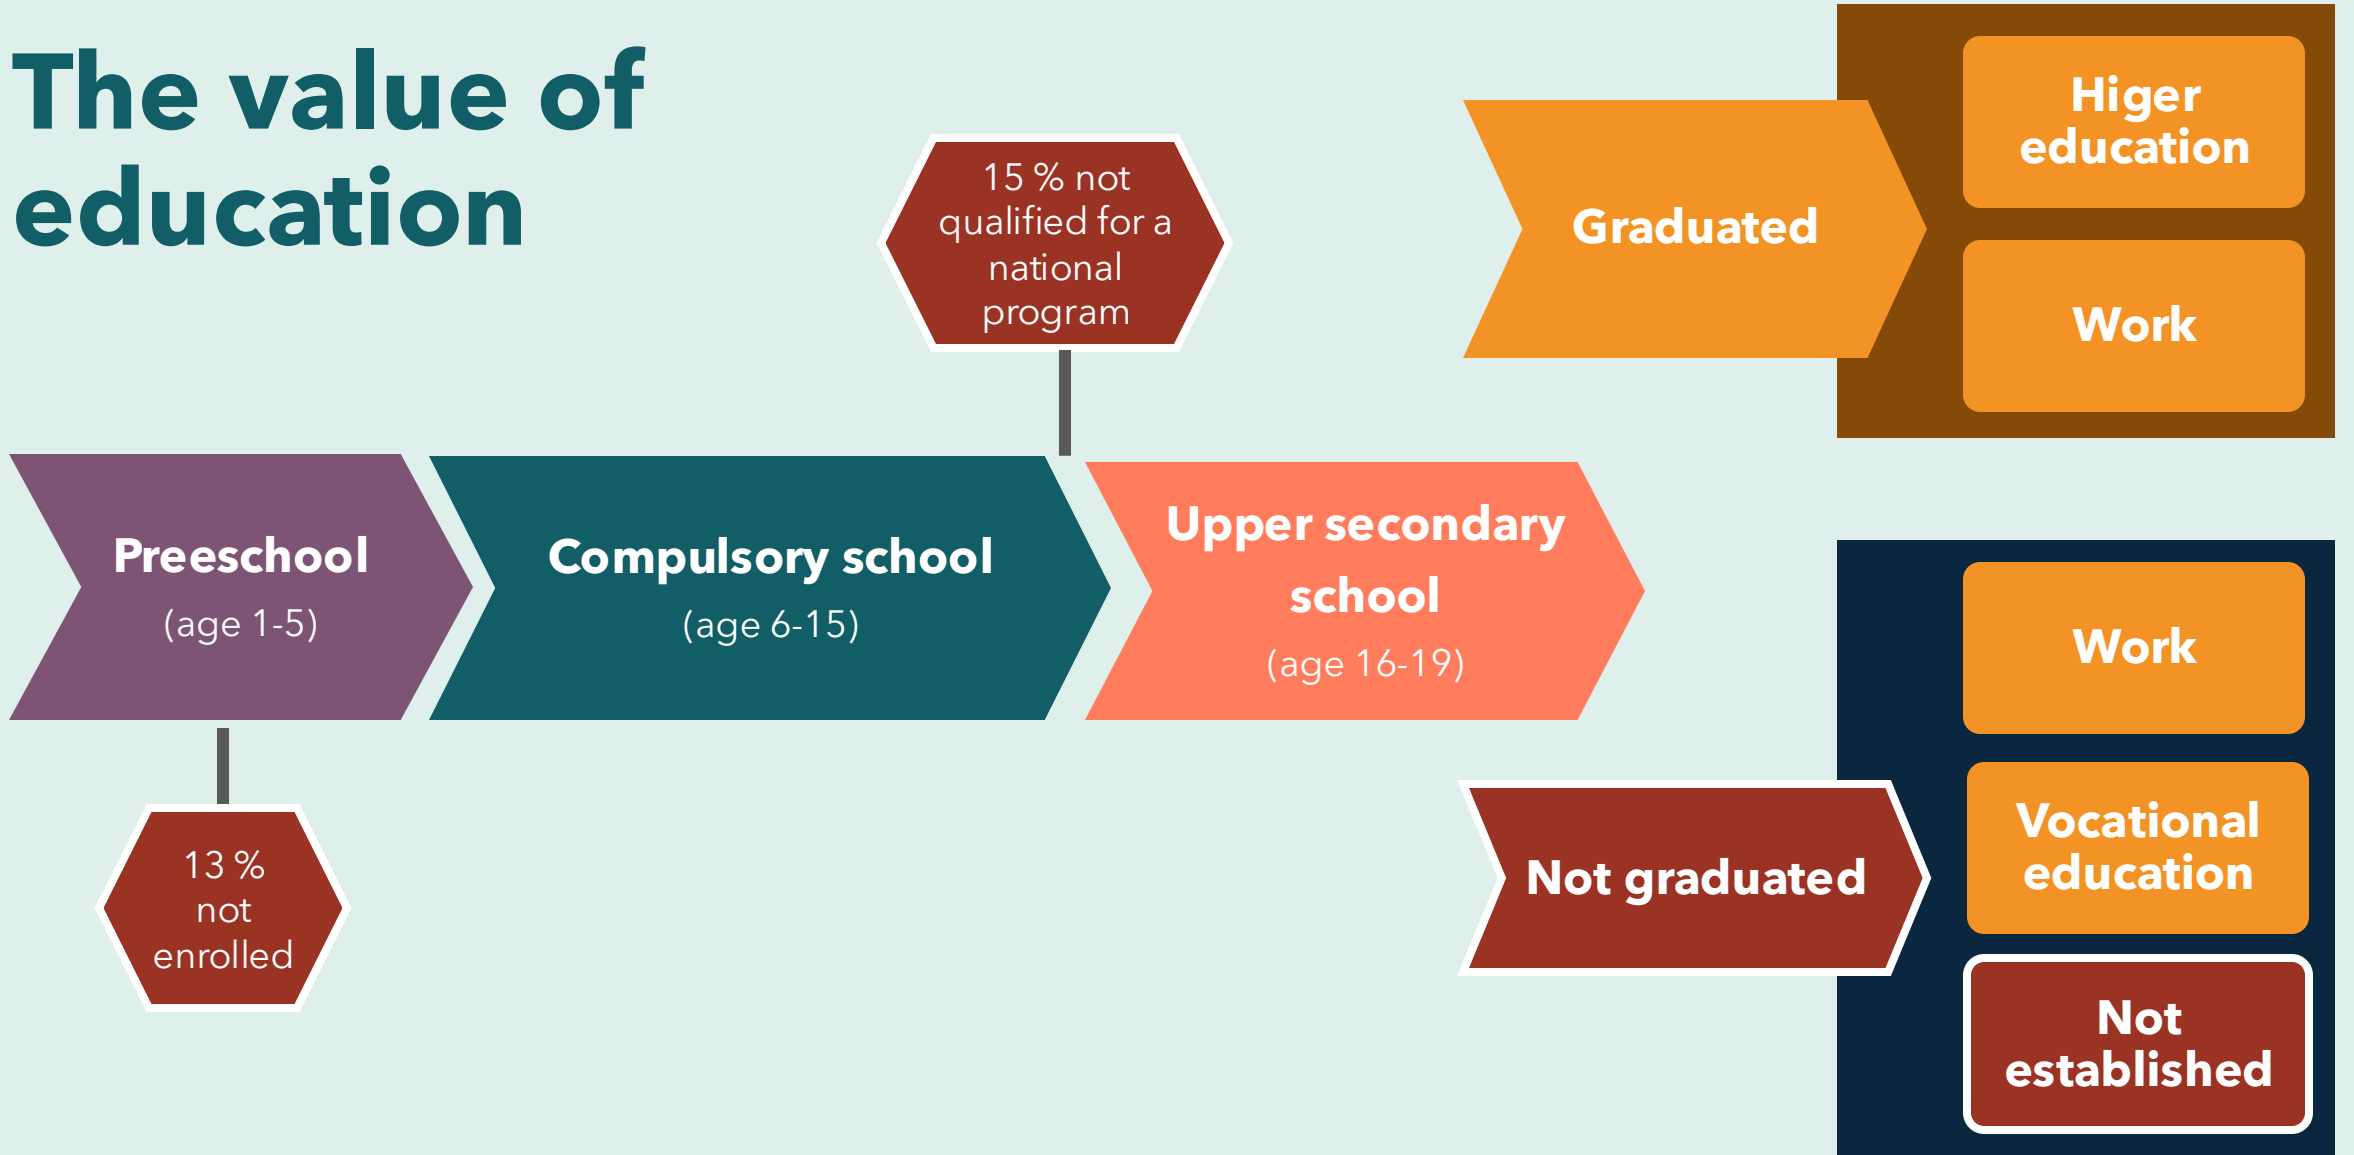 The value of
education
15 % not
qualified for a
national
program
Graduated
Higer
education
Work
Preeschool
(age 1-5)
Compulsory school
(age 6-15)
Upper secondary
school
(age 16-19)
13 %
not
enrolled
Not graduated
Work
Vocational
education
Not
established